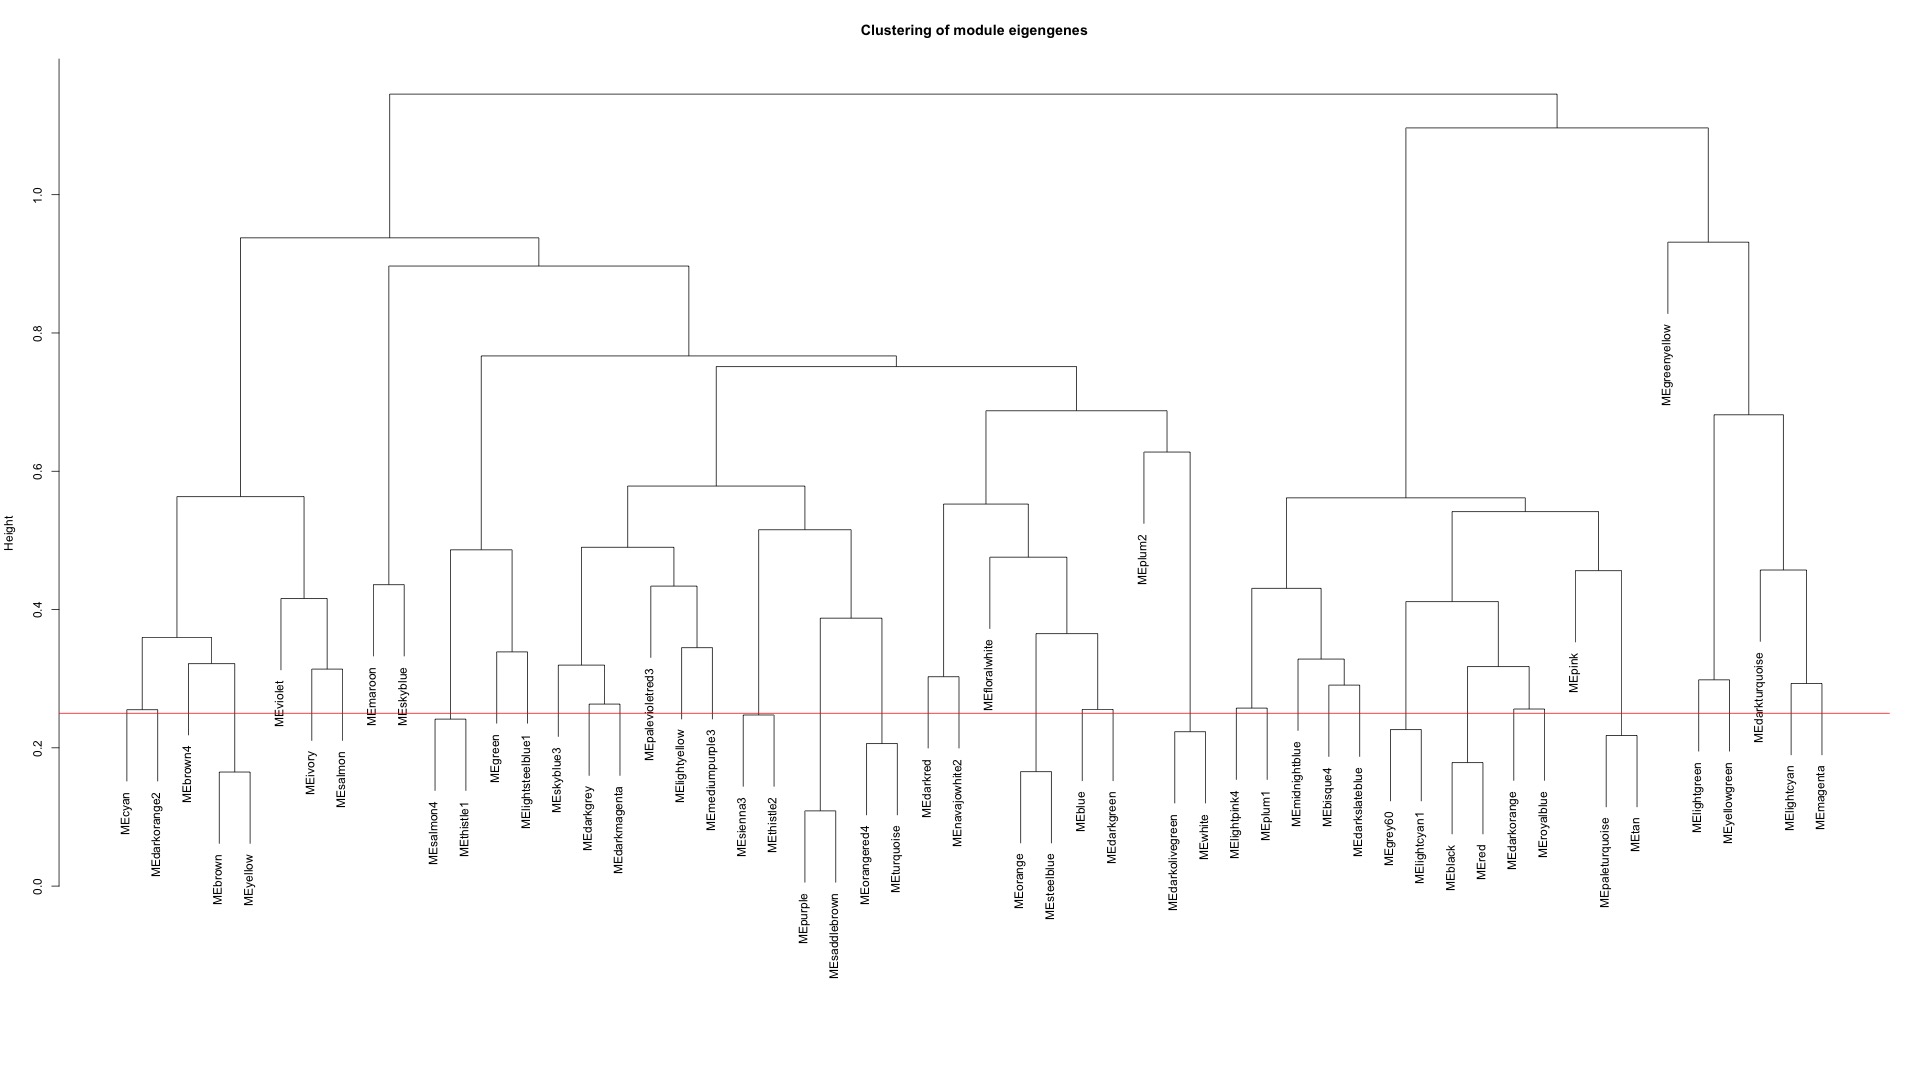 Clustering of module eigengenes
Height
1.0
0.8
0.6
0.4
0.2
0.0
MEcyan
MEdarkorange2
MEbrown4
MEbrown
MEyellow
MEviolet
MEivory
MEsalmon
MEmaroon
MEskyblue
MEsalmon4
MEthistle1
MEgreen
MElightsteelblue1
MEskyblue3
MEdarkgrey
MEdarkmagenta
MEpalevioletred3
MElightyellow
MEmediumpurple3
MEsienna3
MEthistle2
MEpurple
MEsaddlebrown
MEorangered4
MEturquoise
MEdarkred
MEnavajowhite2
MEfloralwhite
MEorange
MEsteelblue
MEblue
MEdarkgreen
MEplum2
MEdarkolivegreen
MEwhite
MElightpink4
MEplum1
MEmidnightblue
MEbisque4
MEdarkslateblue
MEgrey60
MElightcyan1
MEblack
MEred
MEdarkorange
MEroyalblue
MEpink
MEpaleturquoise
MEtan
MEgreenyellow
MElightgreen
MEyellowgreen
MEdarkturquoise
MElightcyan
MEmagenta